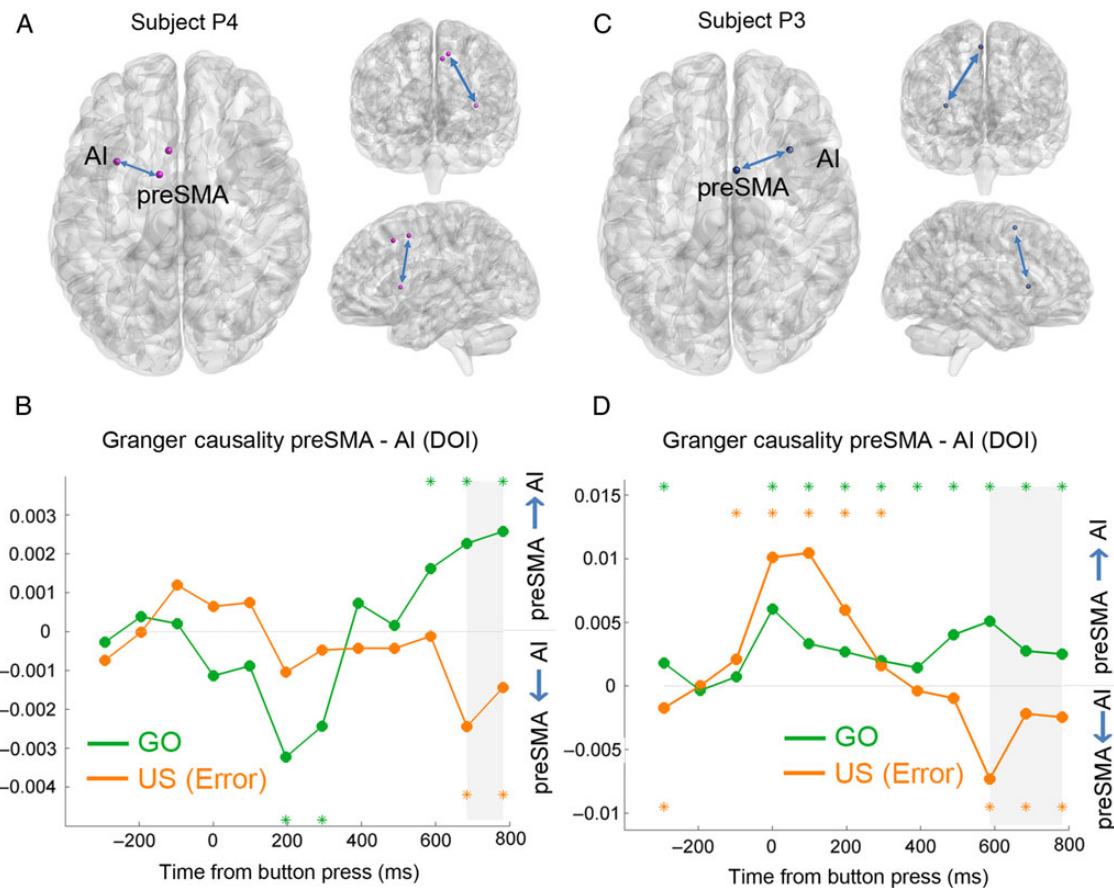 A
Subject P4
AI
preSMA
C
Subject P3
AI
preSMA
B
Granger causality preSMA - AI (DOI)
0.003
0.002
0.001
0
−0.001
−0.002
−0.003
−0.004
GO
US (Error)
* * *
* *
* *
preSMA → AI
preSMA ← AI
−200 0 200 400 600 800
Time from button press (ms)
D
Granger causality preSMA - AI (DOI)
0.015
0.010
0.005
0
−0.005
−0.01
* * * * * * * * *
* * * * *
* * * *
GO
US (Error)
preSMA → AI
preSMA ← AI
−200 0 200 400 600 800
Time from button press (ms)